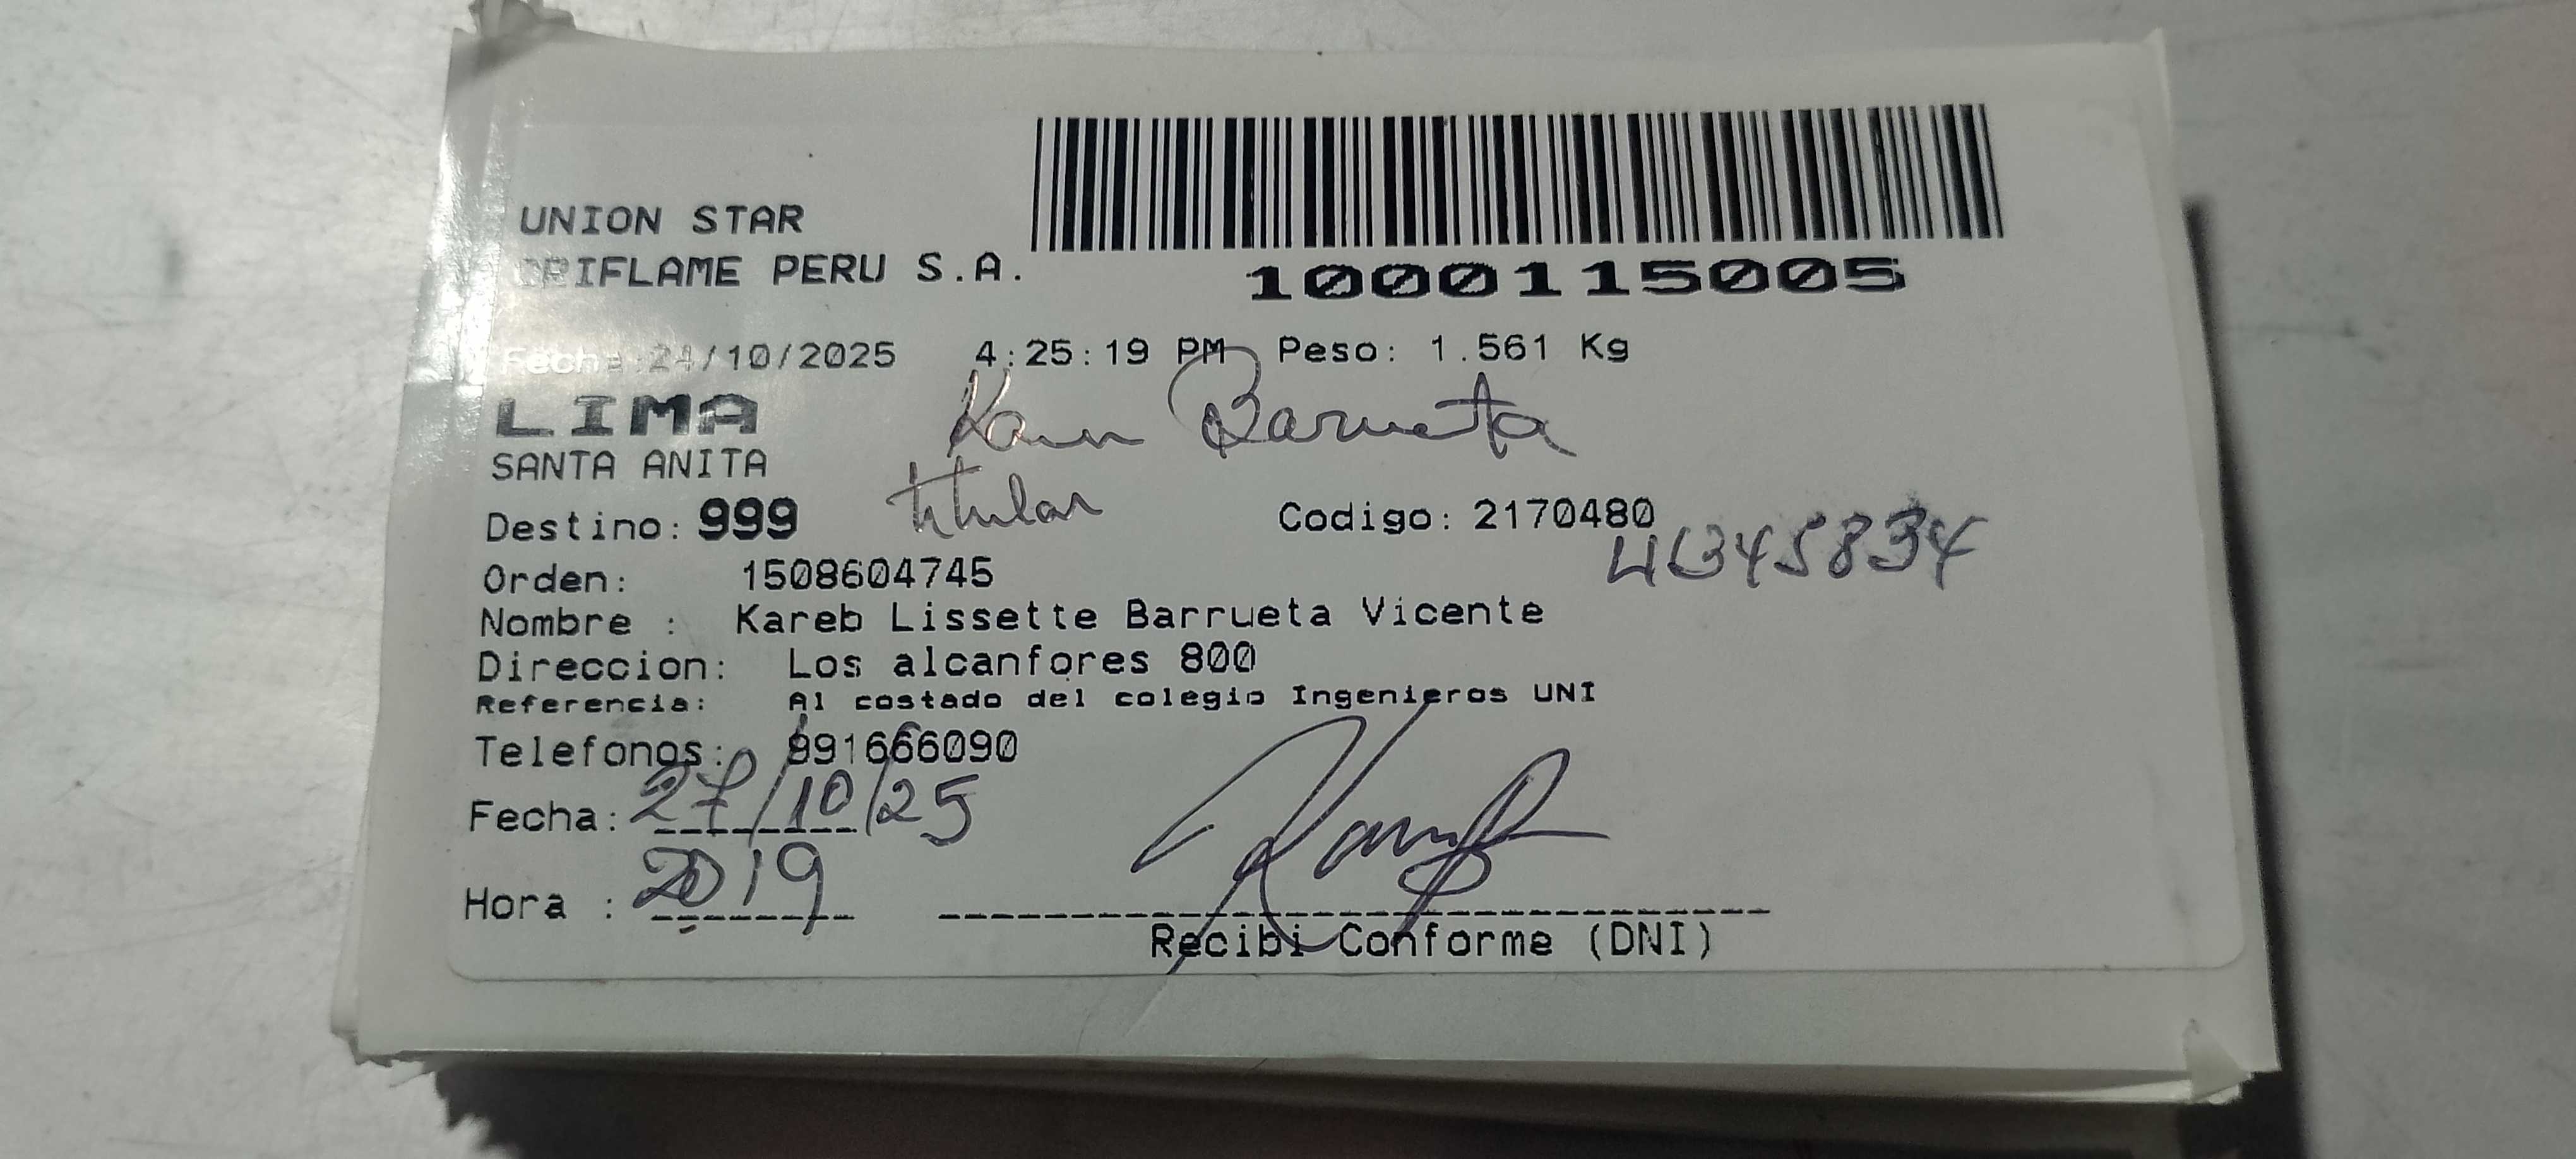 UNION STAR
ORIFLAME PERU S.A.
1000115005
Fecha:24/10/2025 4:25:19 PM Peso: 1.561 Kg
LIMA
Karen Barrueta
SANTA ANITA
titular
Destino: 999 Codigo: 2170480
46345834
Orden: 1508604745
Nombre : Kareb Lissette Barrueta Vicente
Direccion: Los alcanfores 800
Referencia: Al costado del colegio Ingenieros UNI
Telefonos: 991666090
Fecha: 27/10/25
Hora : 2019
Recibi Conforme (DNI)